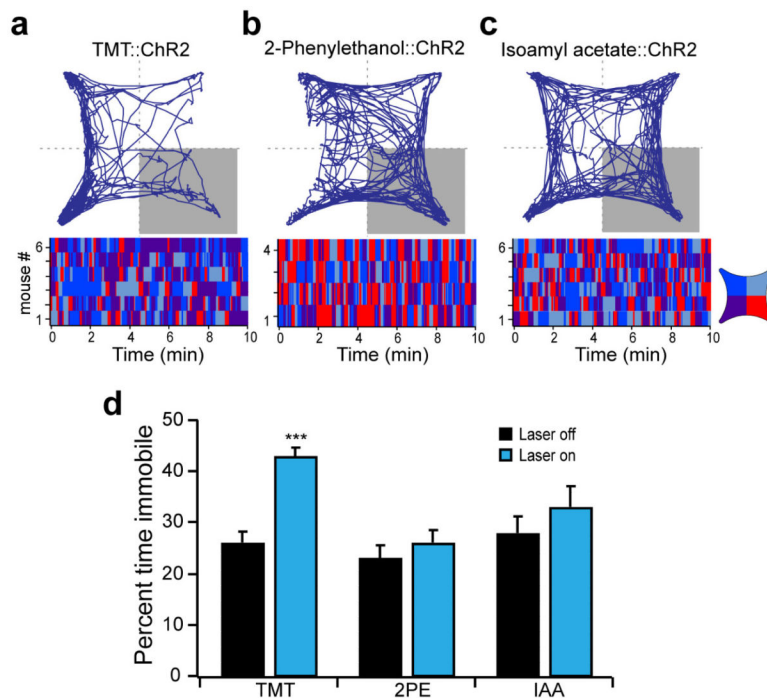 a
TMT::ChR2
b
2-Phenylethanol::ChR2
c
Isoamyl acetate::ChR2
mouse #
6
1
0 2 4 6 8 10
Time (min)
4
1
0 2 4 6 8 10
Time (min)
6
1
0 2 4 6 8 10
Time (min)
d
Percent time immobile
50
40
30
20
10
0
***
Laser off
Laser on
TMT 2PE IAA